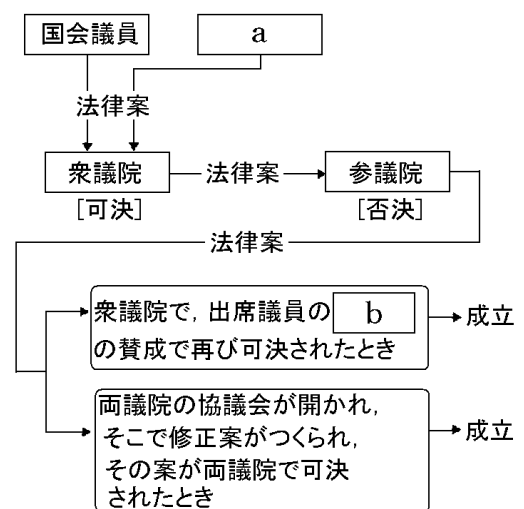 国会議員
a
法律案
衆議院
法律案
参議院
[可決]
[否決]
法律案
衆議院で，出席議員の b
の賛成で再び可決されたとき
成立
両議院の協議会が開かれ，
そこで修正案がつくられ，
その案が両議院で可決
されたとき
成立